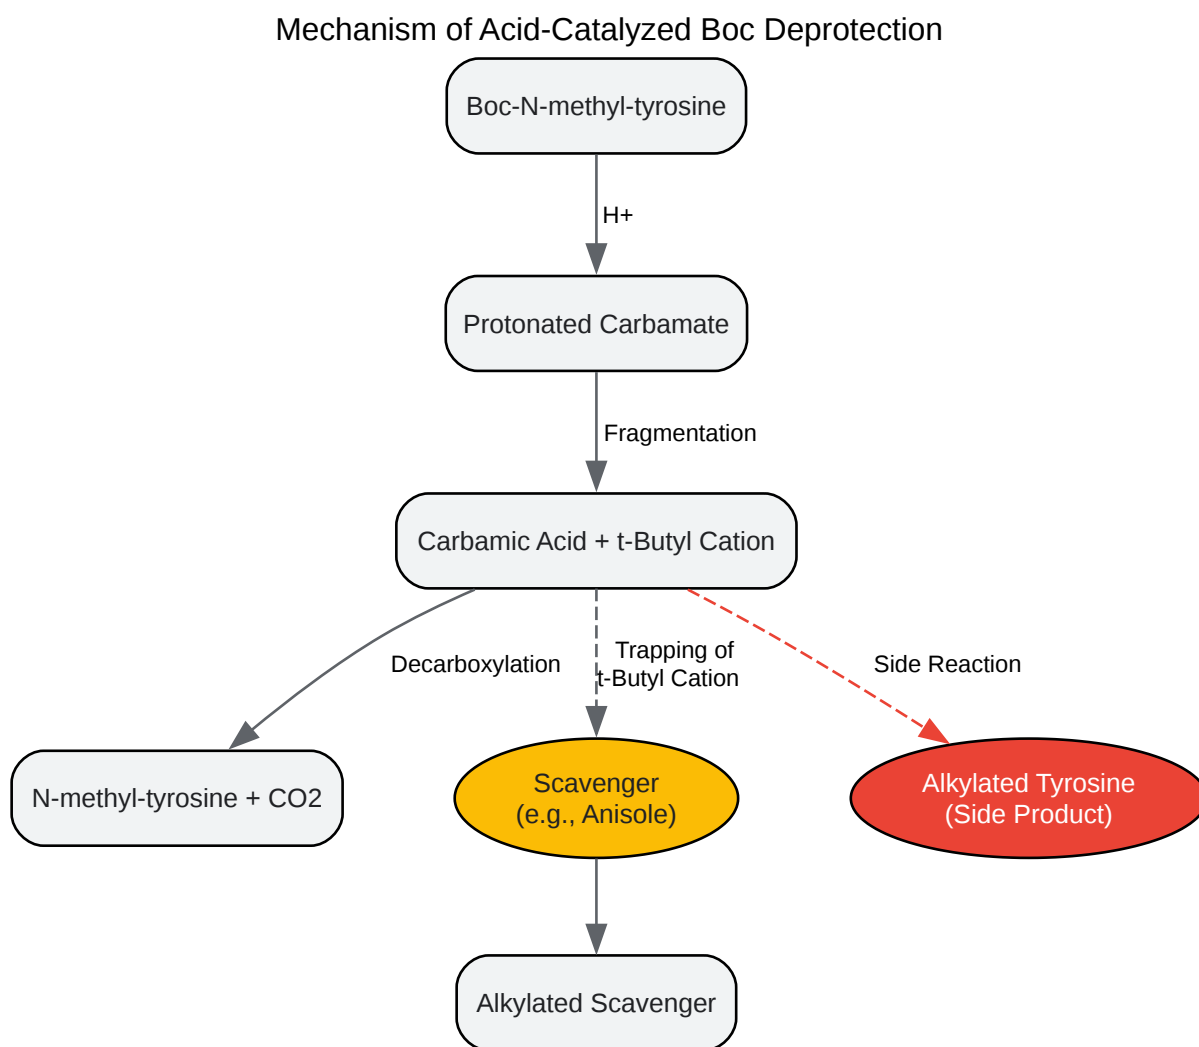 Mechanism of Acid-Catalyzed Boc Deprotection
Boc-N-methyl-tyrosine
H+
Protonated Carbamate
Fragmentation
Carbamic Acid + t-Butyl Cation
Decarboxylation
Trapping of
t-Butyl Cation
Side Reaction
N-methyl-tyrosine + CO2
Scavenger
(e.g., Anisole)
Alkylated Tyrosine
(Side Product)
Alkylated Scavenger